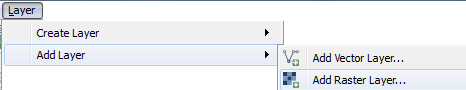 Layer
Create Layer
Add Layer
Add Vector Layer...
Add Raster Layer...